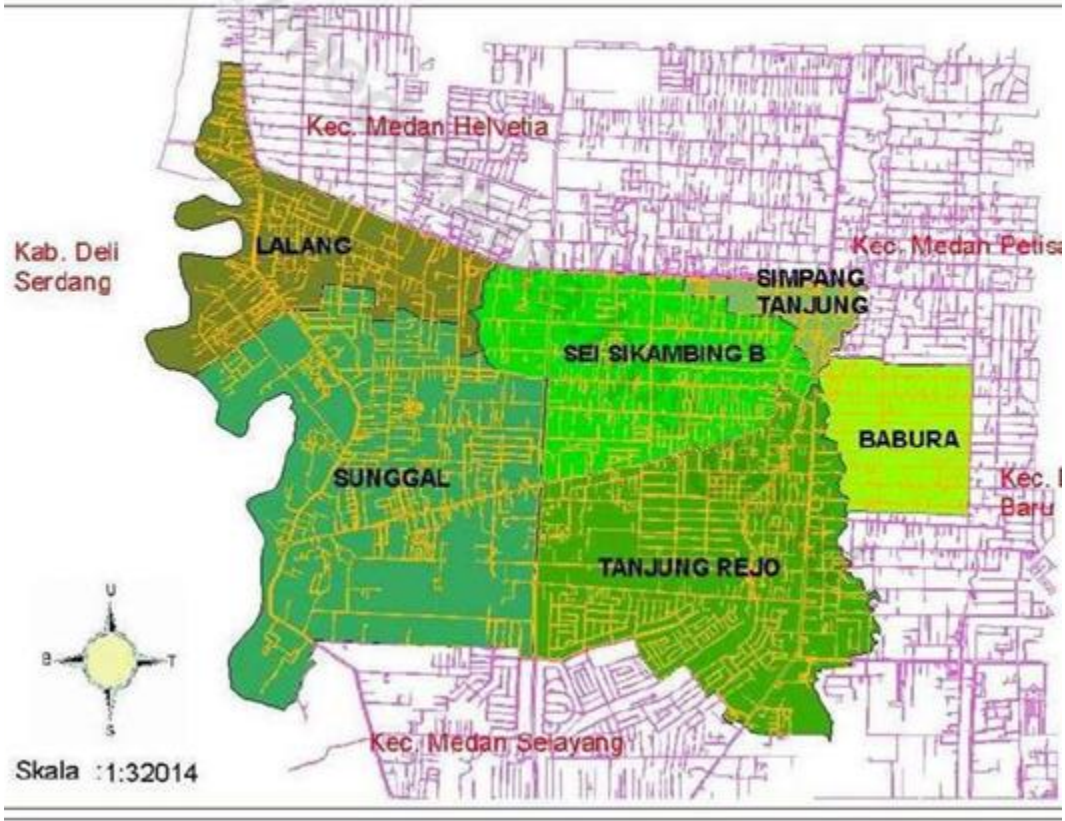 Kec. Medan Helvetia
Kab. Deli
Serdang
LALANG
Kec. Medan Petisa
SIMPANG
TANJUNG
SEI SIKAMBING B
BABURA
SUNGGAL
Kec.
Baru
TANJUNG REJO
U
B
T
S
Kec. Medan Selayang
Skala :1:32014